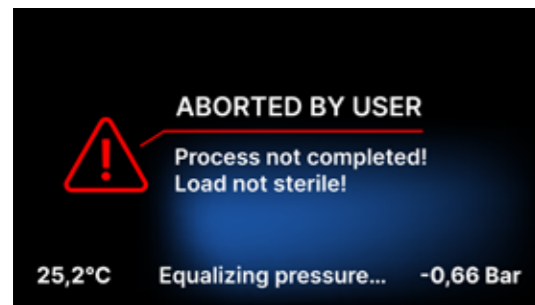 ABORTED BY USER
Process not completed!
Load not sterile!
25,2°C Equalizing pressure... -0,66 Bar